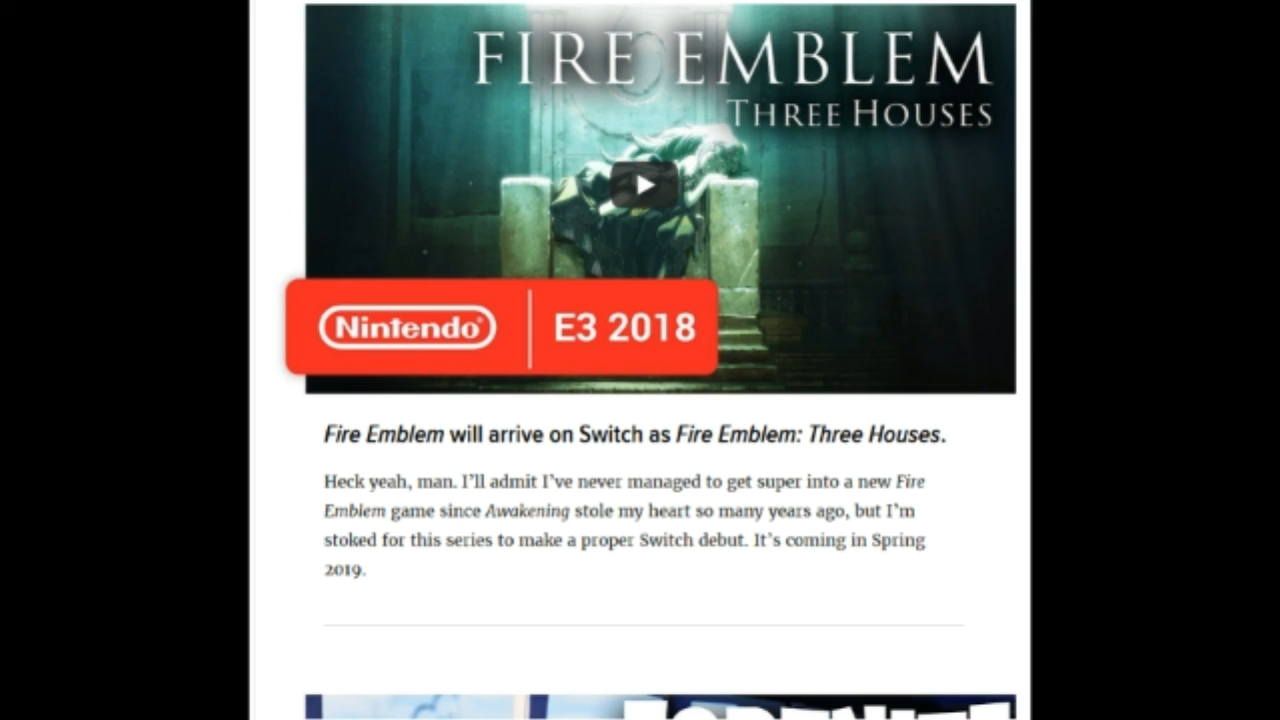 FIRE EMBLEM
THREE HOUSES
Nintendo® E3 2018
Fire Emblem will arrive on Switch as Fire Emblem: Three Houses.
Heck yeah, man. I'll admit I've never managed to get super into a new Fire
Emblem game since Awakening stole my heart so many years ago, but I'm
stoked for this series to make a proper Switch debut. It's coming in Spring
2019.